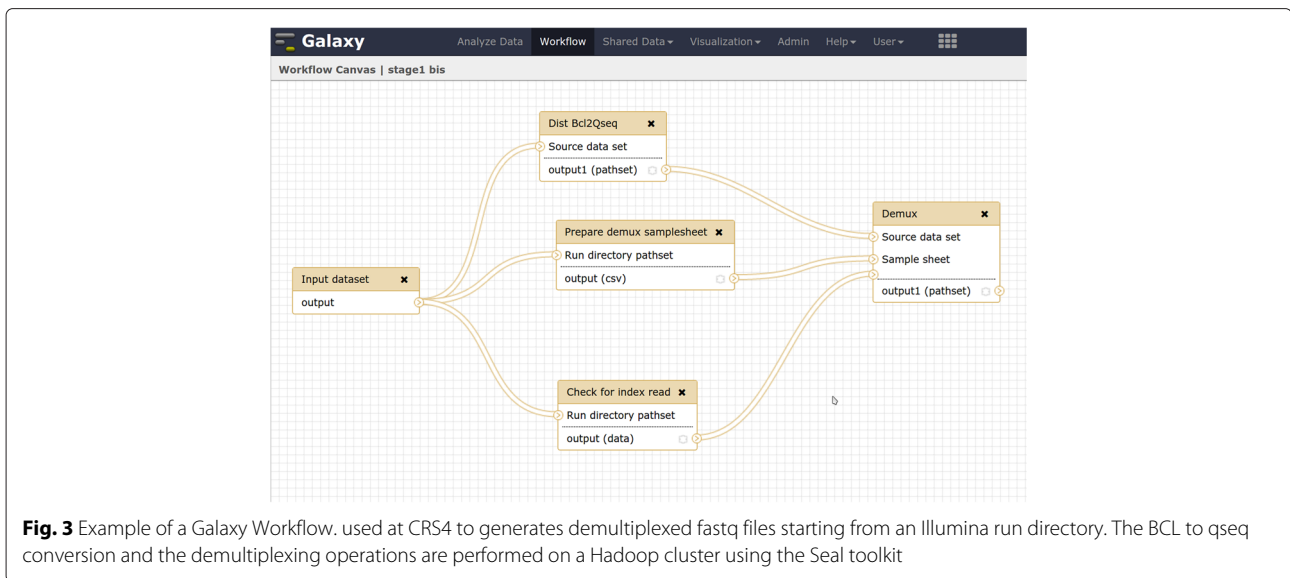 Galaxy
Analyze Data Workflow Shared Data Visualization Admin Help User
Workflow Canvas | stage1 bis
Dist Bcl2Qseq
Source data set
output1 (pathset)
Prepare demux samplesheet
Run directory pathset
output (csv)
Input dataset
output
Check for index read
Run directory pathset
output (data)
Demux
Source data set
Sample sheet
output1 (pathset)
Fig. 3 Example of a Galaxy Workflow. used at CRS4 to generates demultiplexed fastq files starting from an Illumina run directory. The BCL to qseq
conversion and the demultiplexing operations are performed on a Hadoop cluster using the Seal toolkit